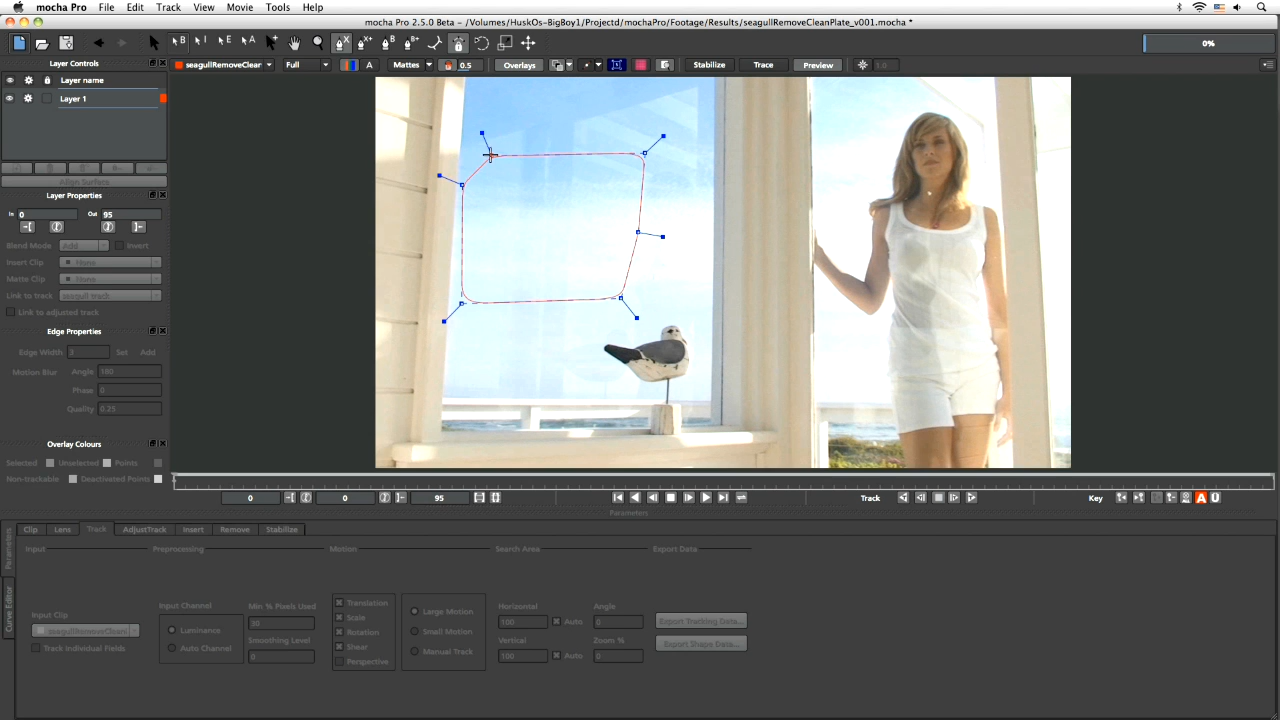 mocha Pro File Edit Track View Movie Tools Help
mocha Pro 2.5.0 Beta - /Volumes/HuskOs-BigBoy1/Projectd/mochaPro/Footage/Results/seagullRemoveCleanPlate_v001.mocha *
B I E A X X+ B B+ 0%
Layer Controls seagullRemoveClean Full A Mattes 0.5 Overlays Stabilize Trace Preview 1.0
Layer name
Layer 1
Align Surface
Layer Properties
In 0 Out 95
Blend Mode Add Invert
Insert Clip None
Matte Clip None
Link to track seagull track
Link to adjusted track
Edge Properties
Edge Width 3 Set Add
Motion Blur Angle 180
Phase 0
Quality 0.25
Overlay Colours
Selected Unselected Points
Non-trackable Deactivated Points
0 0 95 Track Key A
Parameters
Clip Lens Track AdjustTrack Insert Remove Stabilize
Parameters
Curve Editor
Input Preprocessing Motion Search Area Export Data
Input Clip
seagullRemoveClean
Track Individual Fields
Input Channel
Luminance
Auto Channel
Min % Pixels Used
30
Smoothing Level
0
Translation
Scale
Rotation
Shear
Perspective
Large Motion
Small Motion
Manual Track
Horizontal Angle
100 Auto 0
Vertical Zoom %
100 Auto 0
Export Tracking Data...
Export Shape Data...